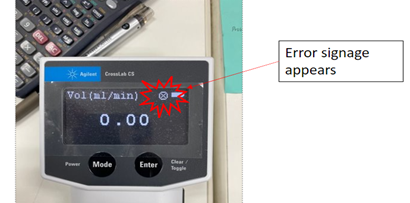 Error signage
appears
Agilent CrossLab CS
Vol(ml/min)
0.00
Power Mode Enter Clear /
Toggle